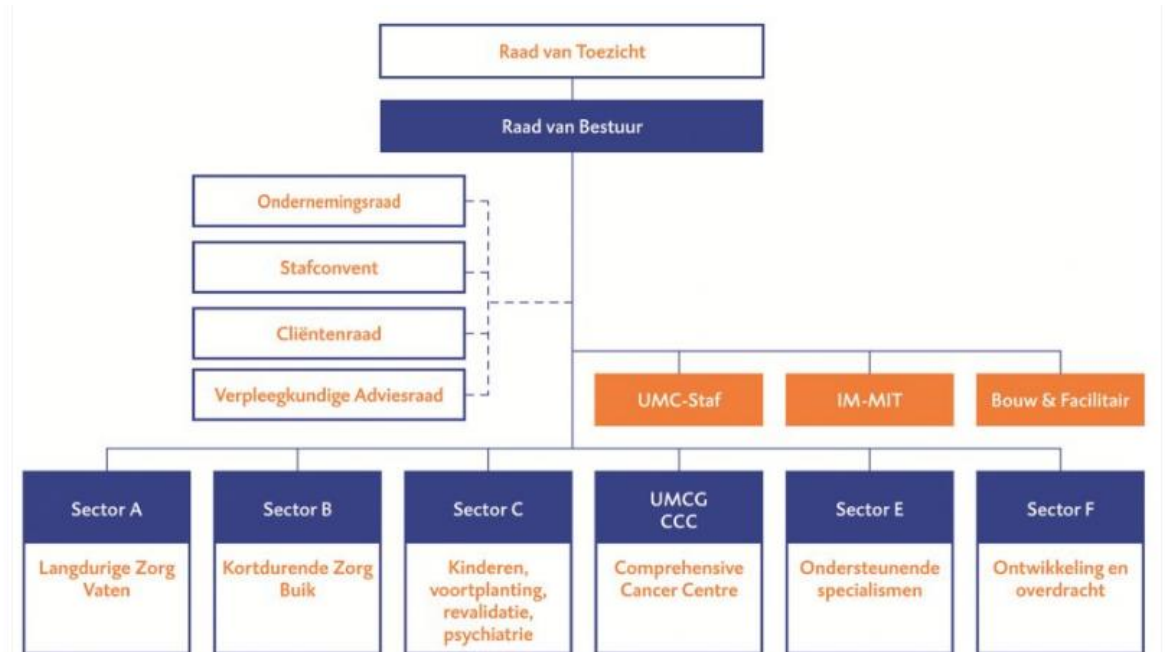 Raad van Toezicht
Raad van Bestuur
Ondernemingsraad
Stafconvent
Cliëntenraad
Verpleegkundige Adviesraad
UMC-Staf
IM-MIT
Bouw & Facilitair
Sector A
Langdurige Zorg
Vaten
Sector B
Kortdurende Zorg
Buik
Sector C
Kinderen,
voortplanting,
revalidatie,
psychiatrie
UMCG
CCC
Comprehensive
Cancer Centre
Sector E
Ondersteunende
specialismen
Sector F
Ontwikkeling en
overdracht